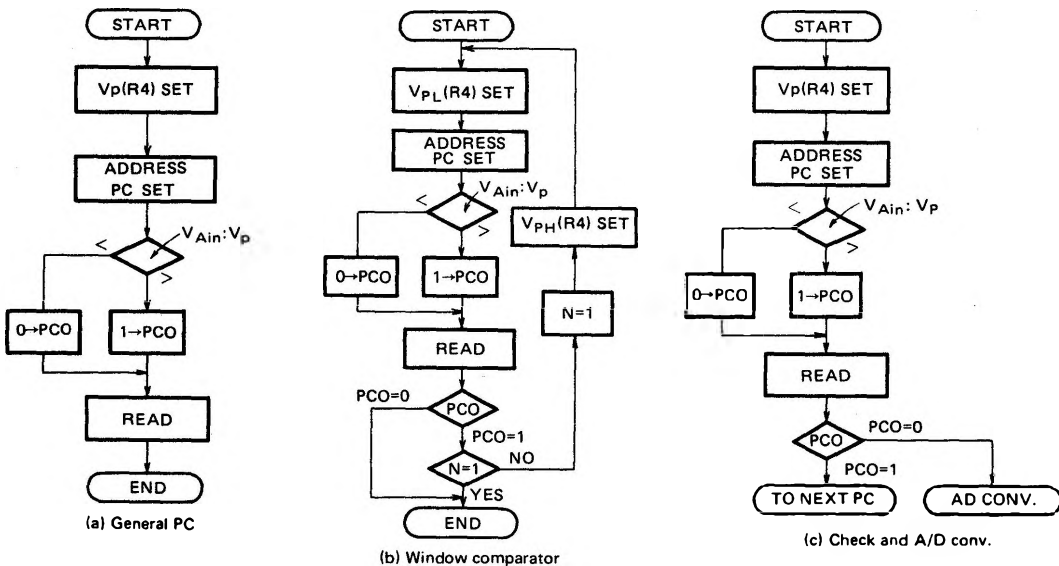 START
Vp(R4) SET
ADDRESS
PC SET
VAin:Vp
<
>
0→PCO
1→PCO
READ
END
(a) General PC
START
VPL(R4) SET
ADDRESS
PC SET
VAin:Vp
<
>
0→PCO
1→PCO
READ
PCO=0
PCO
PCO=1
N=1
NO
YES
END
VPH(R4) SET
N=1
(b) Window comparator
START
Vp(R4) SET
ADDRESS
PC SET
VAin:VP
<
>
0→PCO
1→PCO
READ
PCO
PCO=0
PCO=1
TO NEXT PC
AD CONV.
(c) Check and A/D conv.